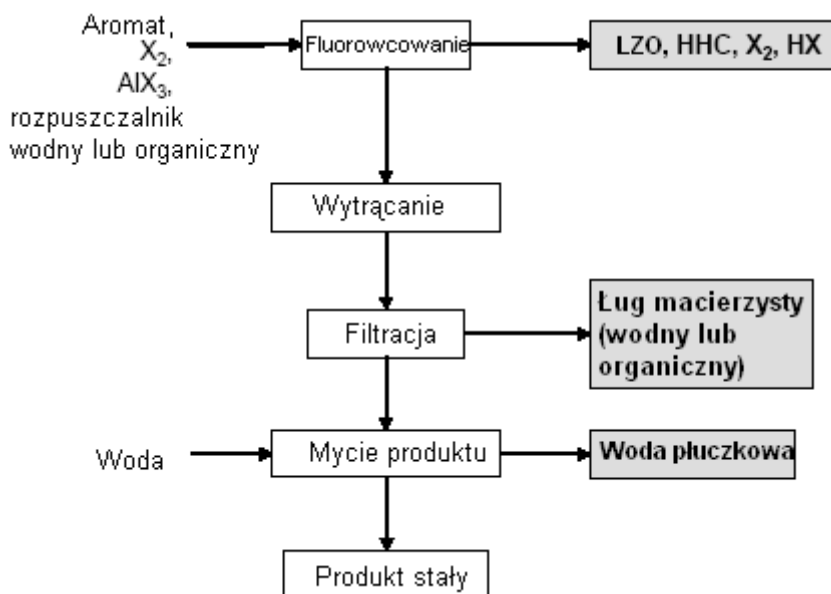 Aromat,
X₂,
AlX₃,
rozpuszczalnik
wodny lub organiczny
Fluorowcowanie
LZO, HHC, X₂, HX
Wytrącanie
Filtracja
Ług macierzysty
(wodny lub
organiczny)
Woda
Mycie produktu
Woda płuczkowa
Produkt stały